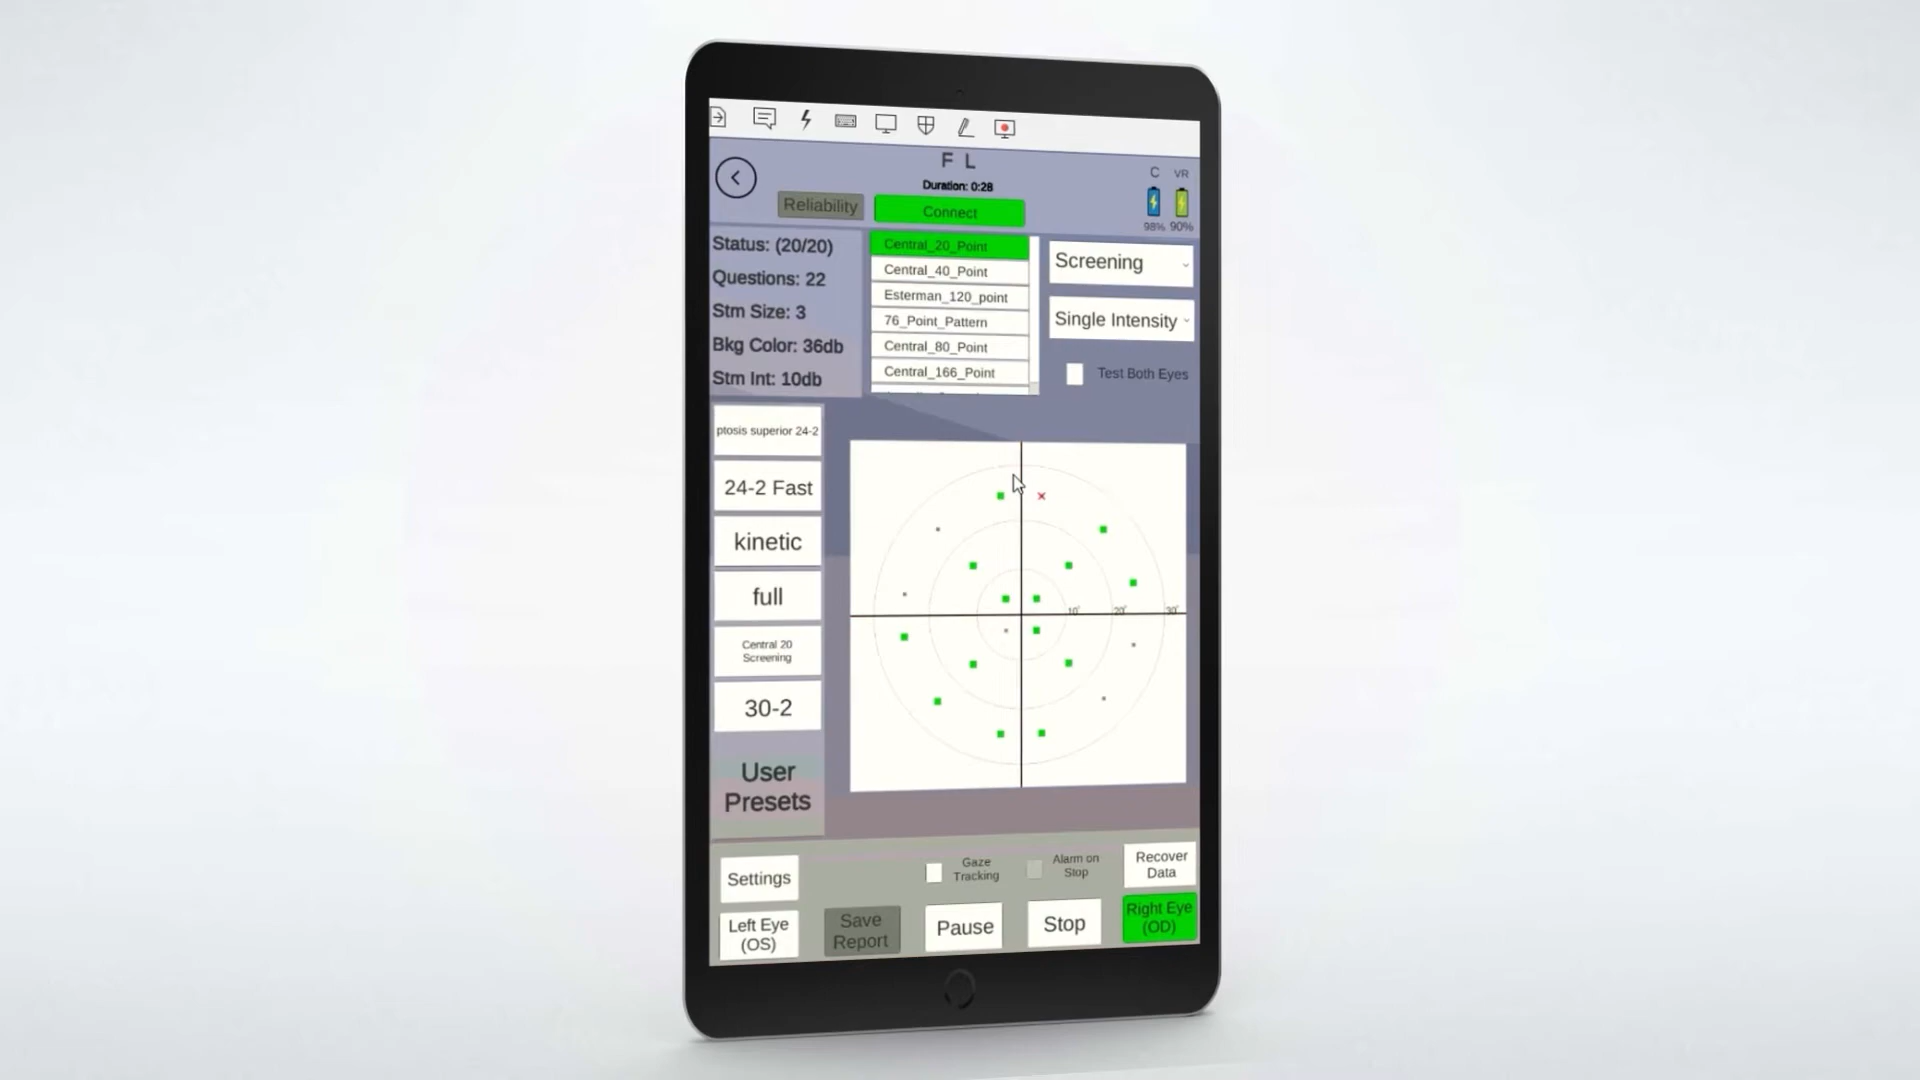 F L
C VR
Duration: 0:28
Reliability
Connect
98% 90%
Status: (20/20)
Questions: 22
Stm Size: 3
Bkg Color: 36db
Stm Int: 10db
Central_20_Point
Central_40_Point
Esterman_120_point
76_Point_Pattern
Central_80_Point
Central_166_Point
Screening
Single Intensity
Test Both Eyes
ptosis superior 24-2
24-2 Fast
kinetic
full
Central 20
Screening
30-2
User
Presets
10° 20° 30°
Settings
Gaze
Tracking
Alarm on
Stop
Recover
Data
Left Eye
(OS)
Save
Report
Pause
Stop
Right Eye
(OD)